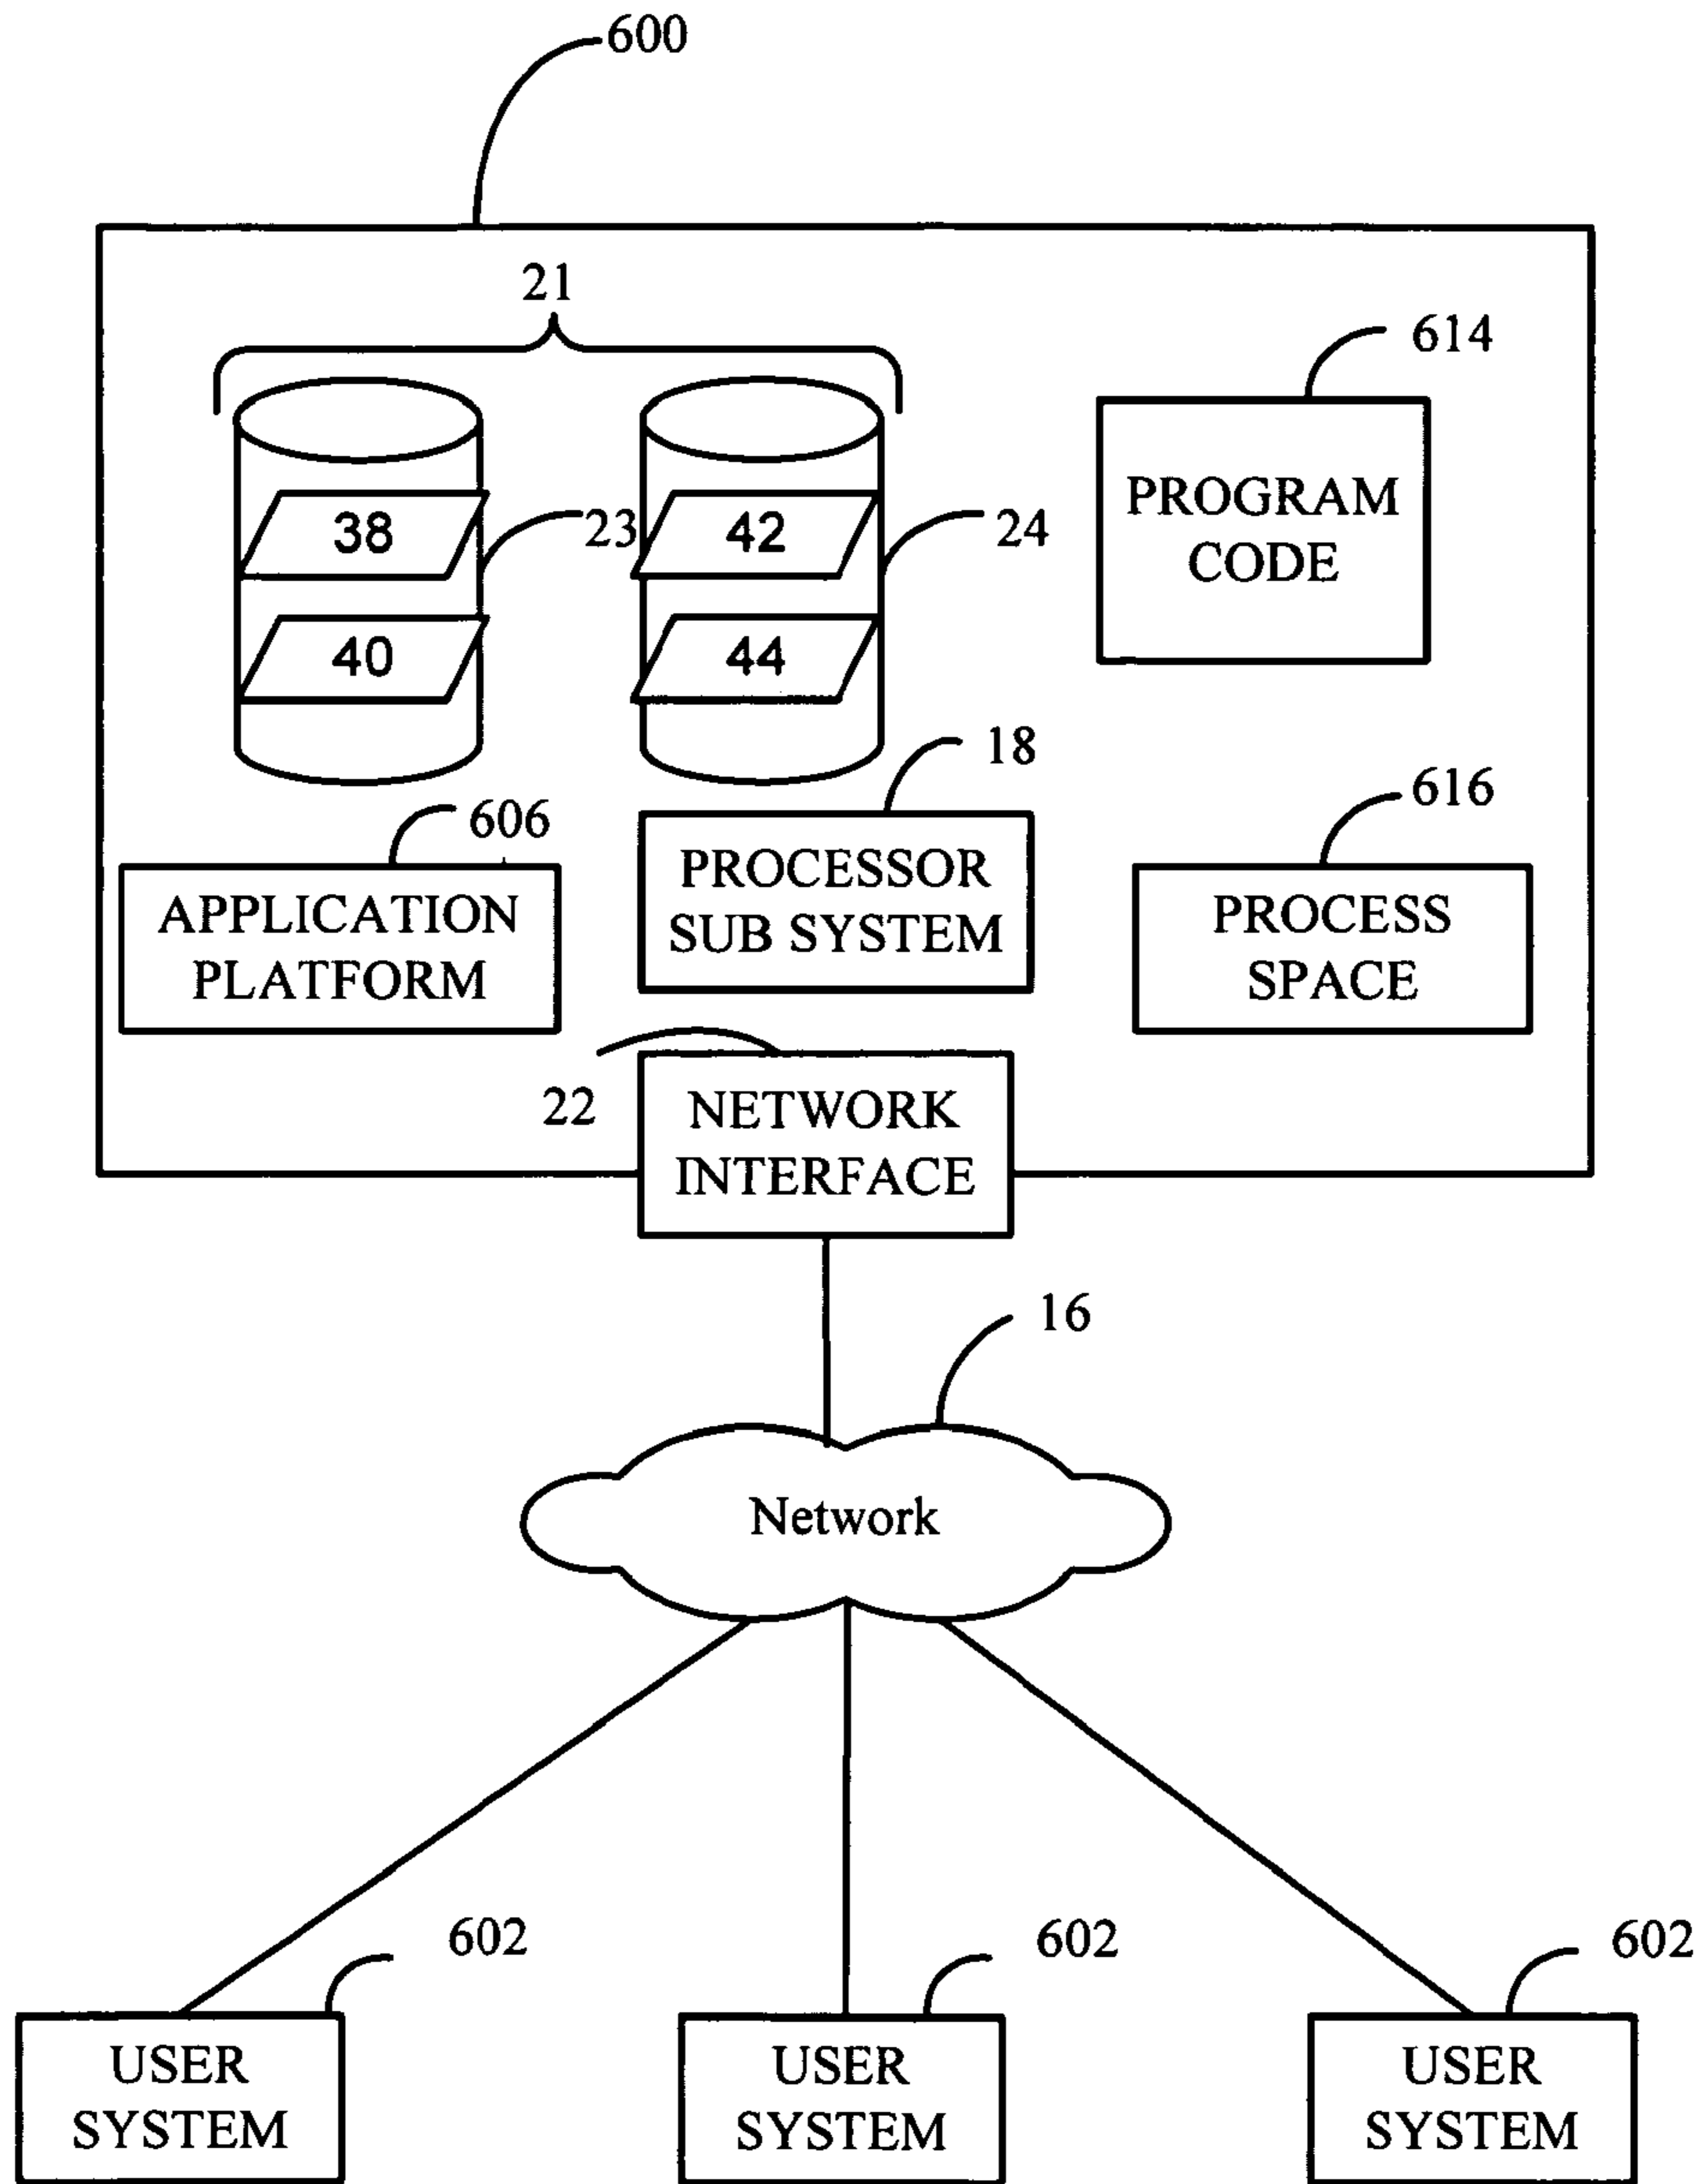 600
21
614
38
23
42
24
PROGRAM
CODE
40
44
18
616
606
APPLICATION
PLATFORM
PROCESSOR
SUB SYSTEM
PROCESS
SPACE
22
NETWORK
INTERFACE
16
Network
602
602
602
USER
SYSTEM
USER
SYSTEM
USER
SYSTEM